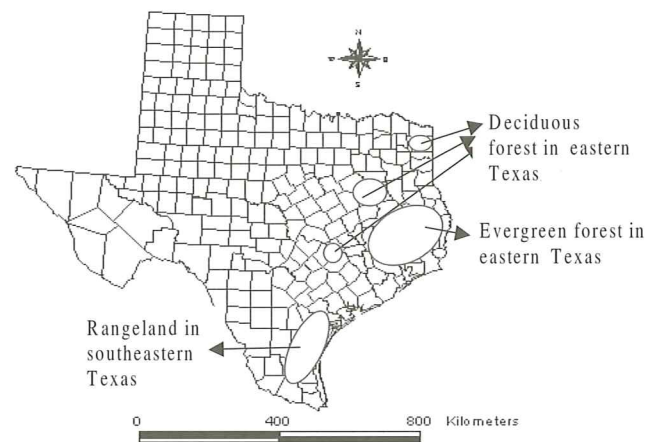 N
S
Deciduous
forest in eastern
Texas
Evergreen forest in
eastern Texas
Rangeland in
southeastern
Texas
0 400 800 Kilometers